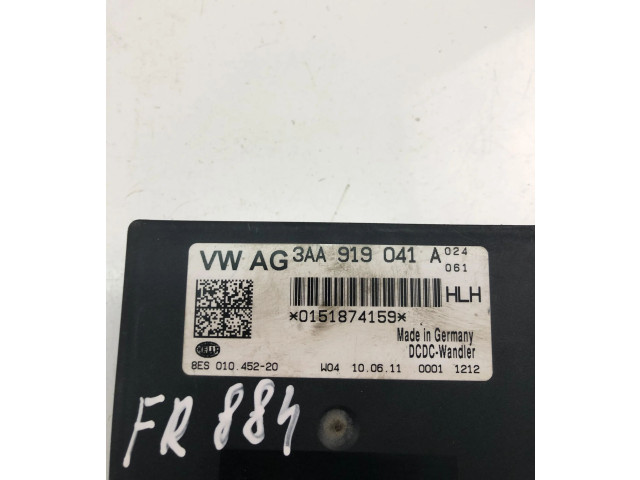 VW AG 3AA 919 041 A 024
061
HLH
*0151874159*
Made in Germany
DCDC-Wandler
HELLA
8ES 010.452-20 W04 10.06.11 0001 1212
FR 884